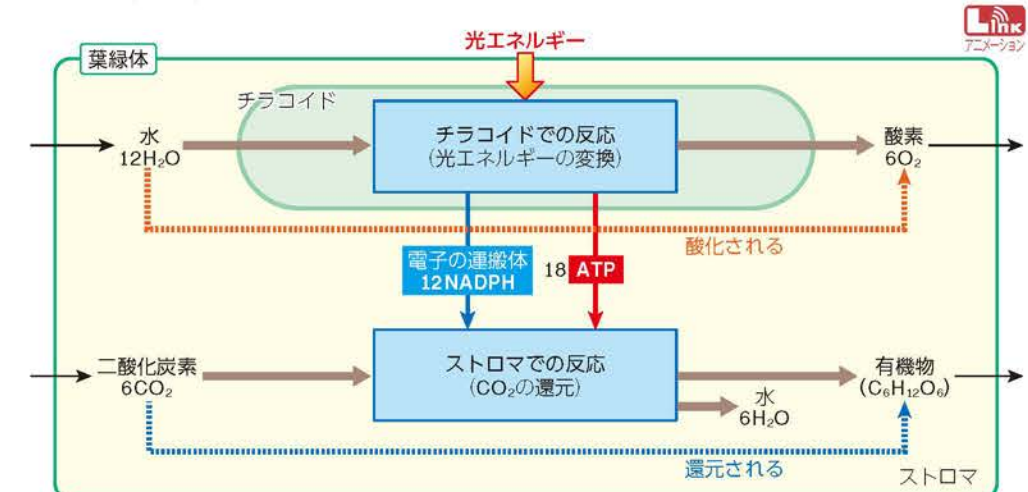 Link
アニメーション
光エネルギー
葉緑体
チラコイド
水
12H₂O
チラコイドでの反応
(光エネルギーの変換)
酸素
6O₂
酸化される
電子の運搬体
12NADPH
18 ATP
二酸化炭素
6CO₂
ストロマでの反応
(CO₂の還元)
有機物
(C₆H₁₂O₆)
水
6H₂O
還元される
ストロマ